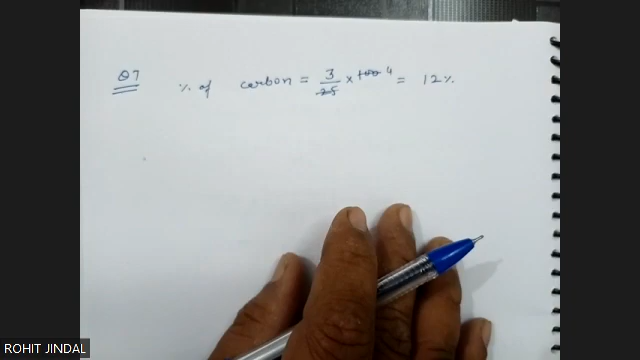 Q7
% of carbon = 3/25 × 100 4 = 12%
ROHIT JINDAL